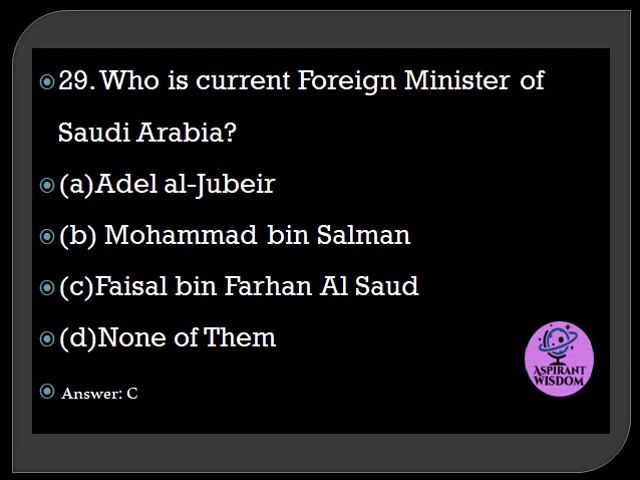 29. Who is current Foreign Minister of
Saudi Arabia?
(a)Adel al-Jubeir
(b) Mohammad bin Salman
(c)Faisal bin Farhan Al Saud
(d)None of Them
Answer: C
ASPIRANT
WISDOM